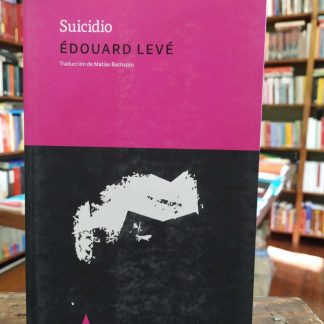 Suicidio
ÉDOUARD LEVÉ
Traducción de Matías Battistón